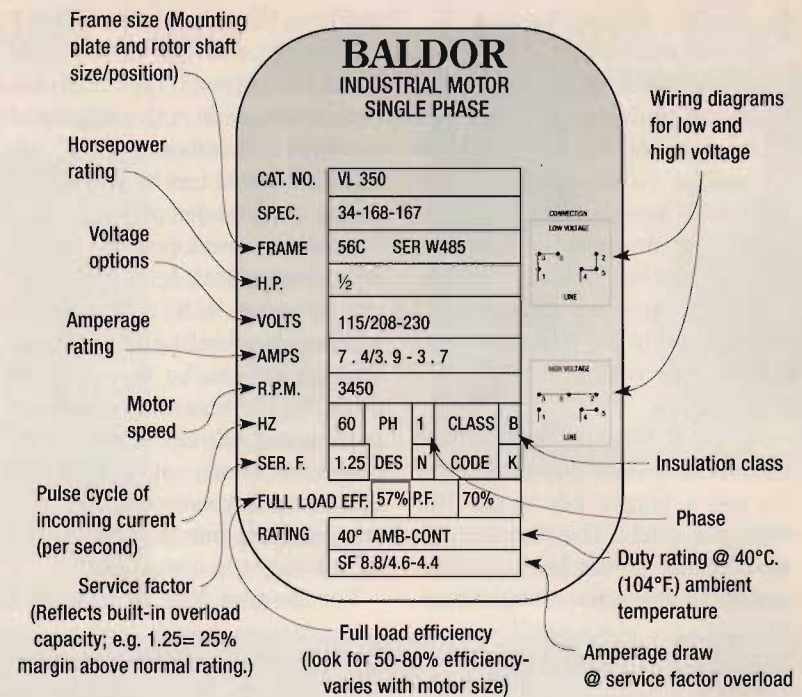 Frame size (Mounting
plate and rotor shaft
size/position)
Horsepower
rating
Voltage
options
Amperage
rating
Motor
speed
Pulse cycle of
incoming current
(per second)
Service factor
(Reflects built-in overload
capacity; e.g. 1.25= 25%
margin above normal rating.)
BALDOR
INDUSTRIAL MOTOR
SINGLE PHASE
CAT. NO. VL 350
SPEC. 34-168-167
FRAME 56C SER W485
H.P. ½
VOLTS 115/208-230
AMPS 7 . 4/3. 9 - 3 . 7
R.P.M. 3450
HZ 60 PH 1 CLASS B
SER. F. 1.25 DES N CODE K
FULL LOAD EFF. 57% P.F. 70%
RATING 40° AMB-CONT
SF 8.8/4.6-4.4
CONNECTION
LOW VOLTAGE
2
1 4 5
LINE
HIGH VOLTAGE
1 4 5
LINE
Wiring diagrams
for low and
high voltage
Insulation class
Phase
Duty rating @ 40°C.
(104°F.) ambient
temperature
Full load efficiency
(look for 50-80% efficiency-
varies with motor size)
Amperage draw
@ service factor overload